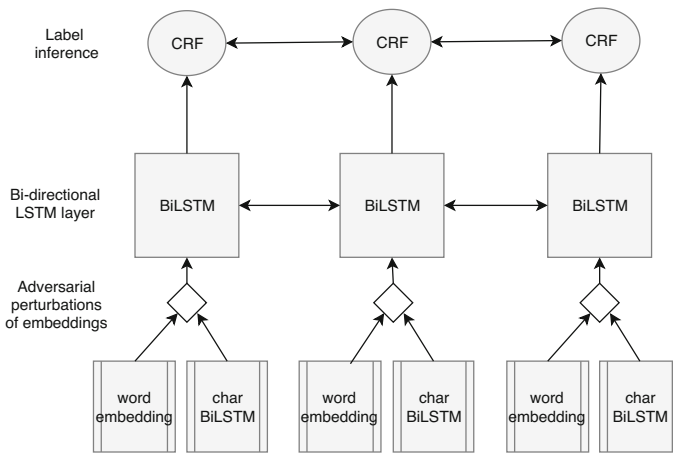 Label
inference
CRF
CRF
CRF
Bi-directional
LSTM layer
BiLSTM
BiLSTM
BiLSTM
Adversarial
perturbations
of embeddings
word
embedding
char
BiLSTM
word
embedding
char
BiLSTM
word
embedding
char
BiLSTM